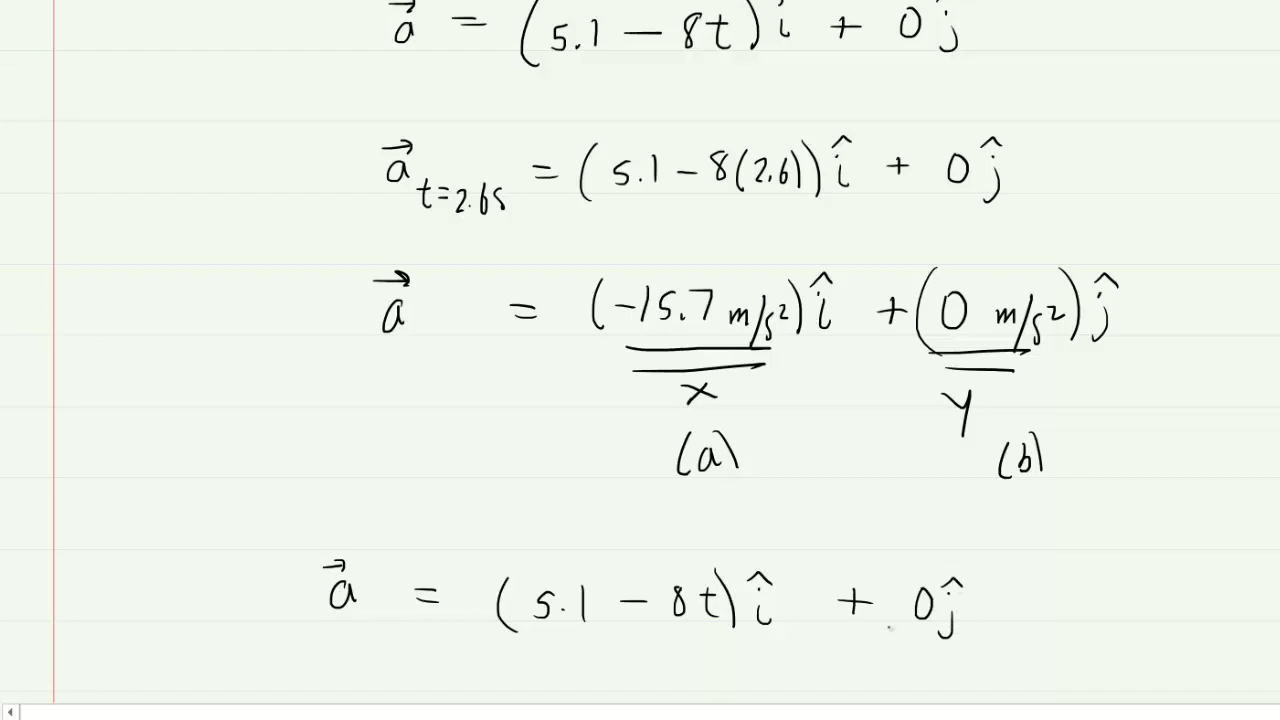 a⃗ = (5.1 − 8t) î + 0 ĵ
a⃗ t=2.6s = (5.1 − 8(2.6)) î + 0 ĵ
a⃗ = (−15.7 m/s²) î + (0 m/s²) ĵ
x y
(a) (b)
a⃗ = (5.1 − 8t) î + 0 ĵ